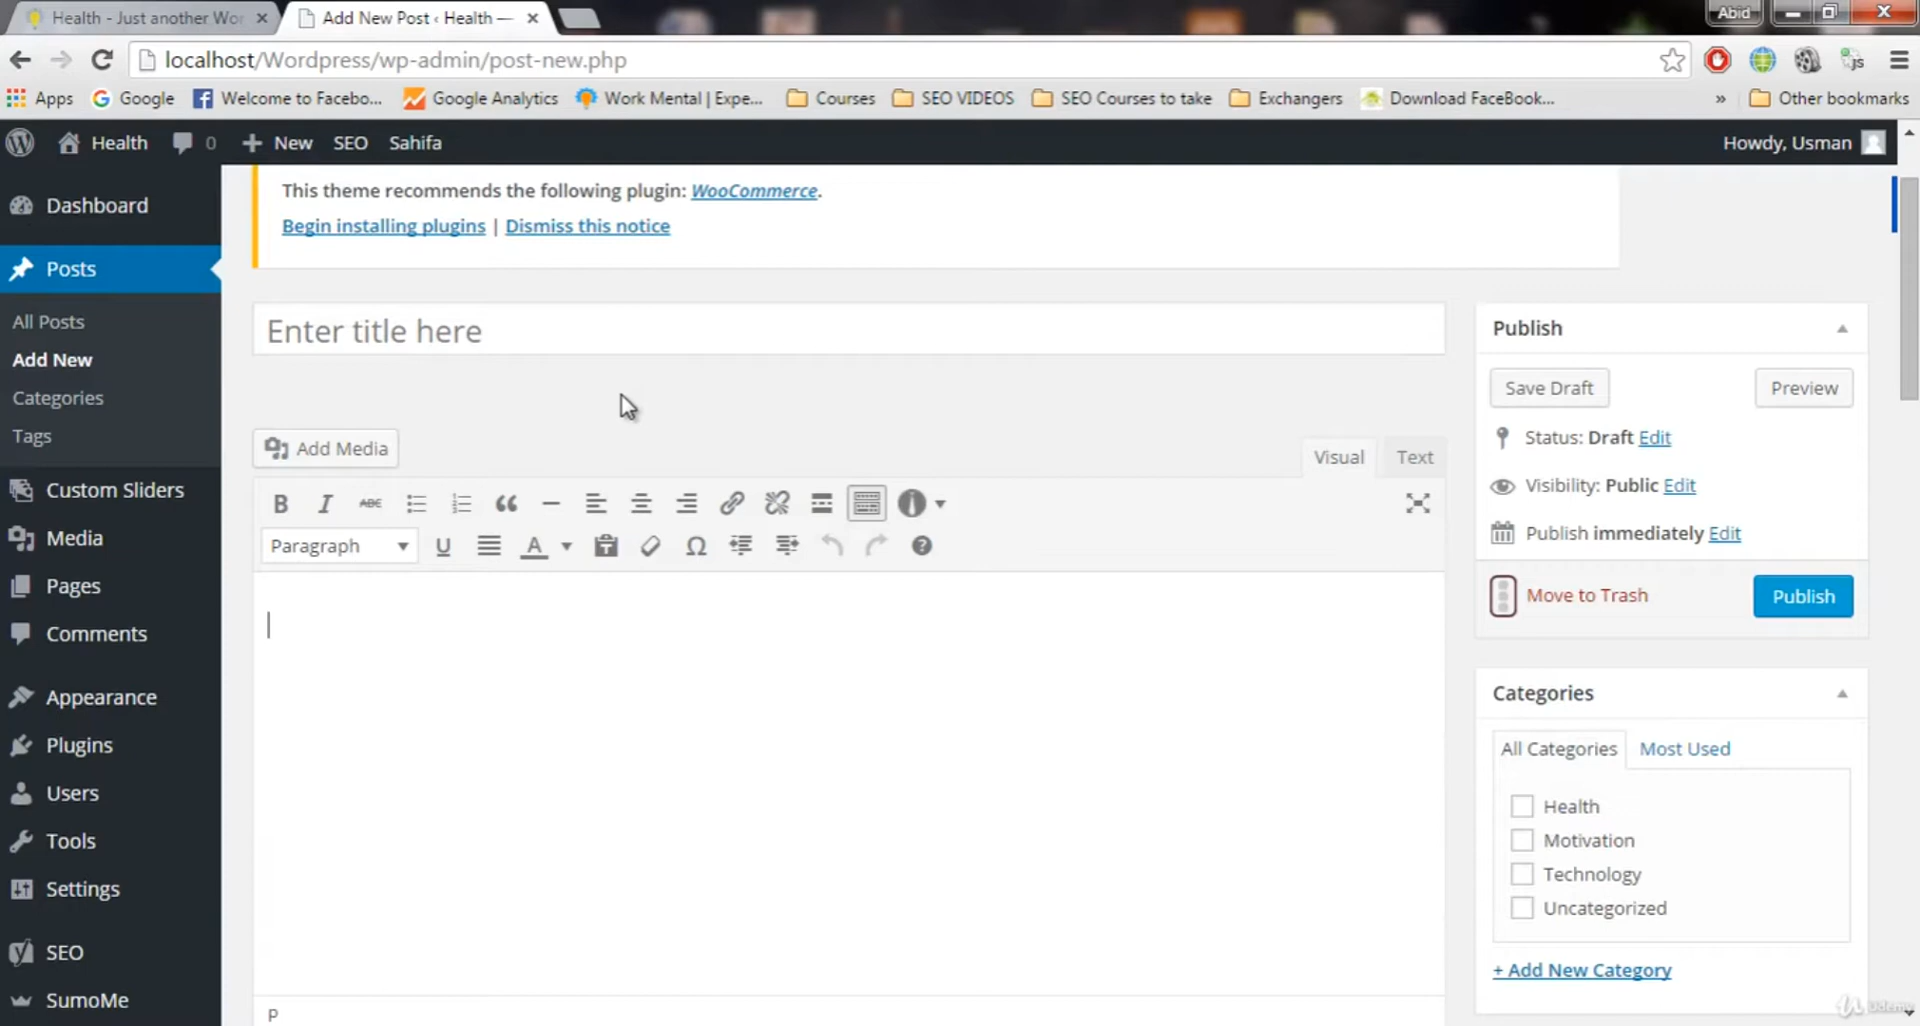 Health - Just another Wor
Add New Post ‹ Health —
Abid
localhost/Wordpress/wp-admin/post-new.php
Apps
Google
Welcome to Facebo...
Google Analytics
Work Mental | Expe...
Courses
SEO VIDEOS
SEO Courses to take
Exchangers
Download FaceBook...
»
Other bookmarks
Health
0
New
SEO
Sahifa
Howdy, Usman
Dashboard
Posts
All Posts
Add New
Categories
Tags
Custom Sliders
Media
Pages
Comments
Appearance
Plugins
Users
Tools
Settings
SEO
SumoMe
This theme recommends the following plugin: WooCommerce.
Begin installing plugins | Dismiss this notice
Enter title here
Add Media
Visual
Text
B I ABC
Paragraph
U
A
Ω
P
Publish
Save Draft
Preview
Status: Draft Edit
Visibility: Public Edit
Publish immediately Edit
Move to Trash
Publish
Categories
All Categories
Most Used
Health
Motivation
Technology
Uncategorized
+ Add New Category
Udemy